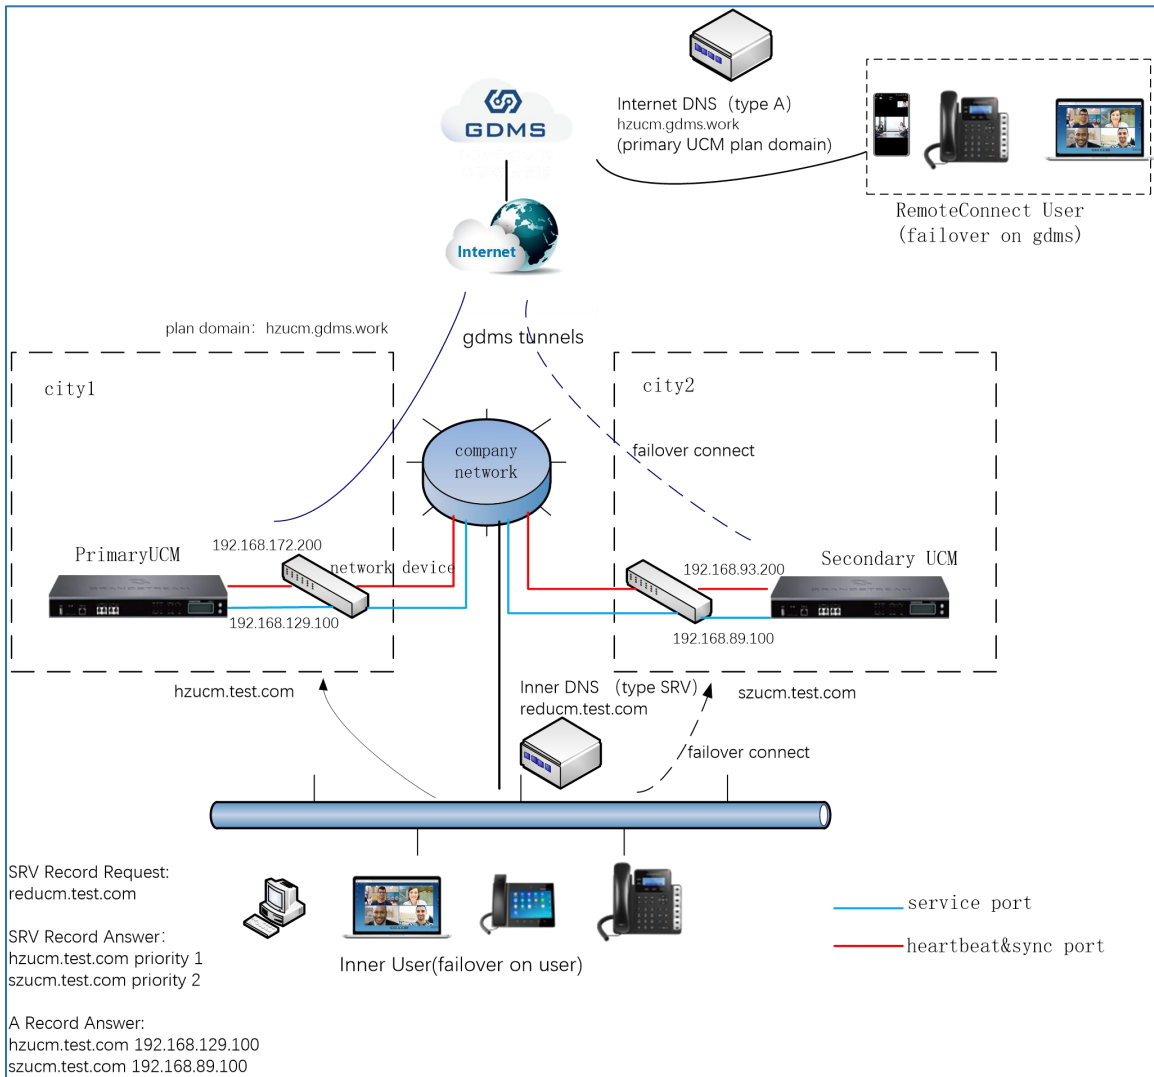 Internet DNS（type A）
hzucm.gdms.work
(primary UCM plan domain)
GDMS
RemoteConnect User
(failover on gdms)
Internet
plan domain：hzucm.gdms.work
gdms tunnels
city1
city2
company
network
failover connect
PrimaryUCM
192.168.172.200
network device
192.168.129.100
Secondary UCM
192.168.93.200
192.168.89.100
hzucm.test.com
Inner DNS （type SRV）
reducm.test.com
szucm.test.com
failover connect
SRV Record Request:
reducm.test.com
SRV Record Answer：
hzucm.test.com priority 1
szucm.test.com priority 2
A Record Answer:
hzucm.test.com 192.168.129.100
szucm.test.com 192.168.89.100
Inner User(failover on user)
service port
heartbeat&sync port